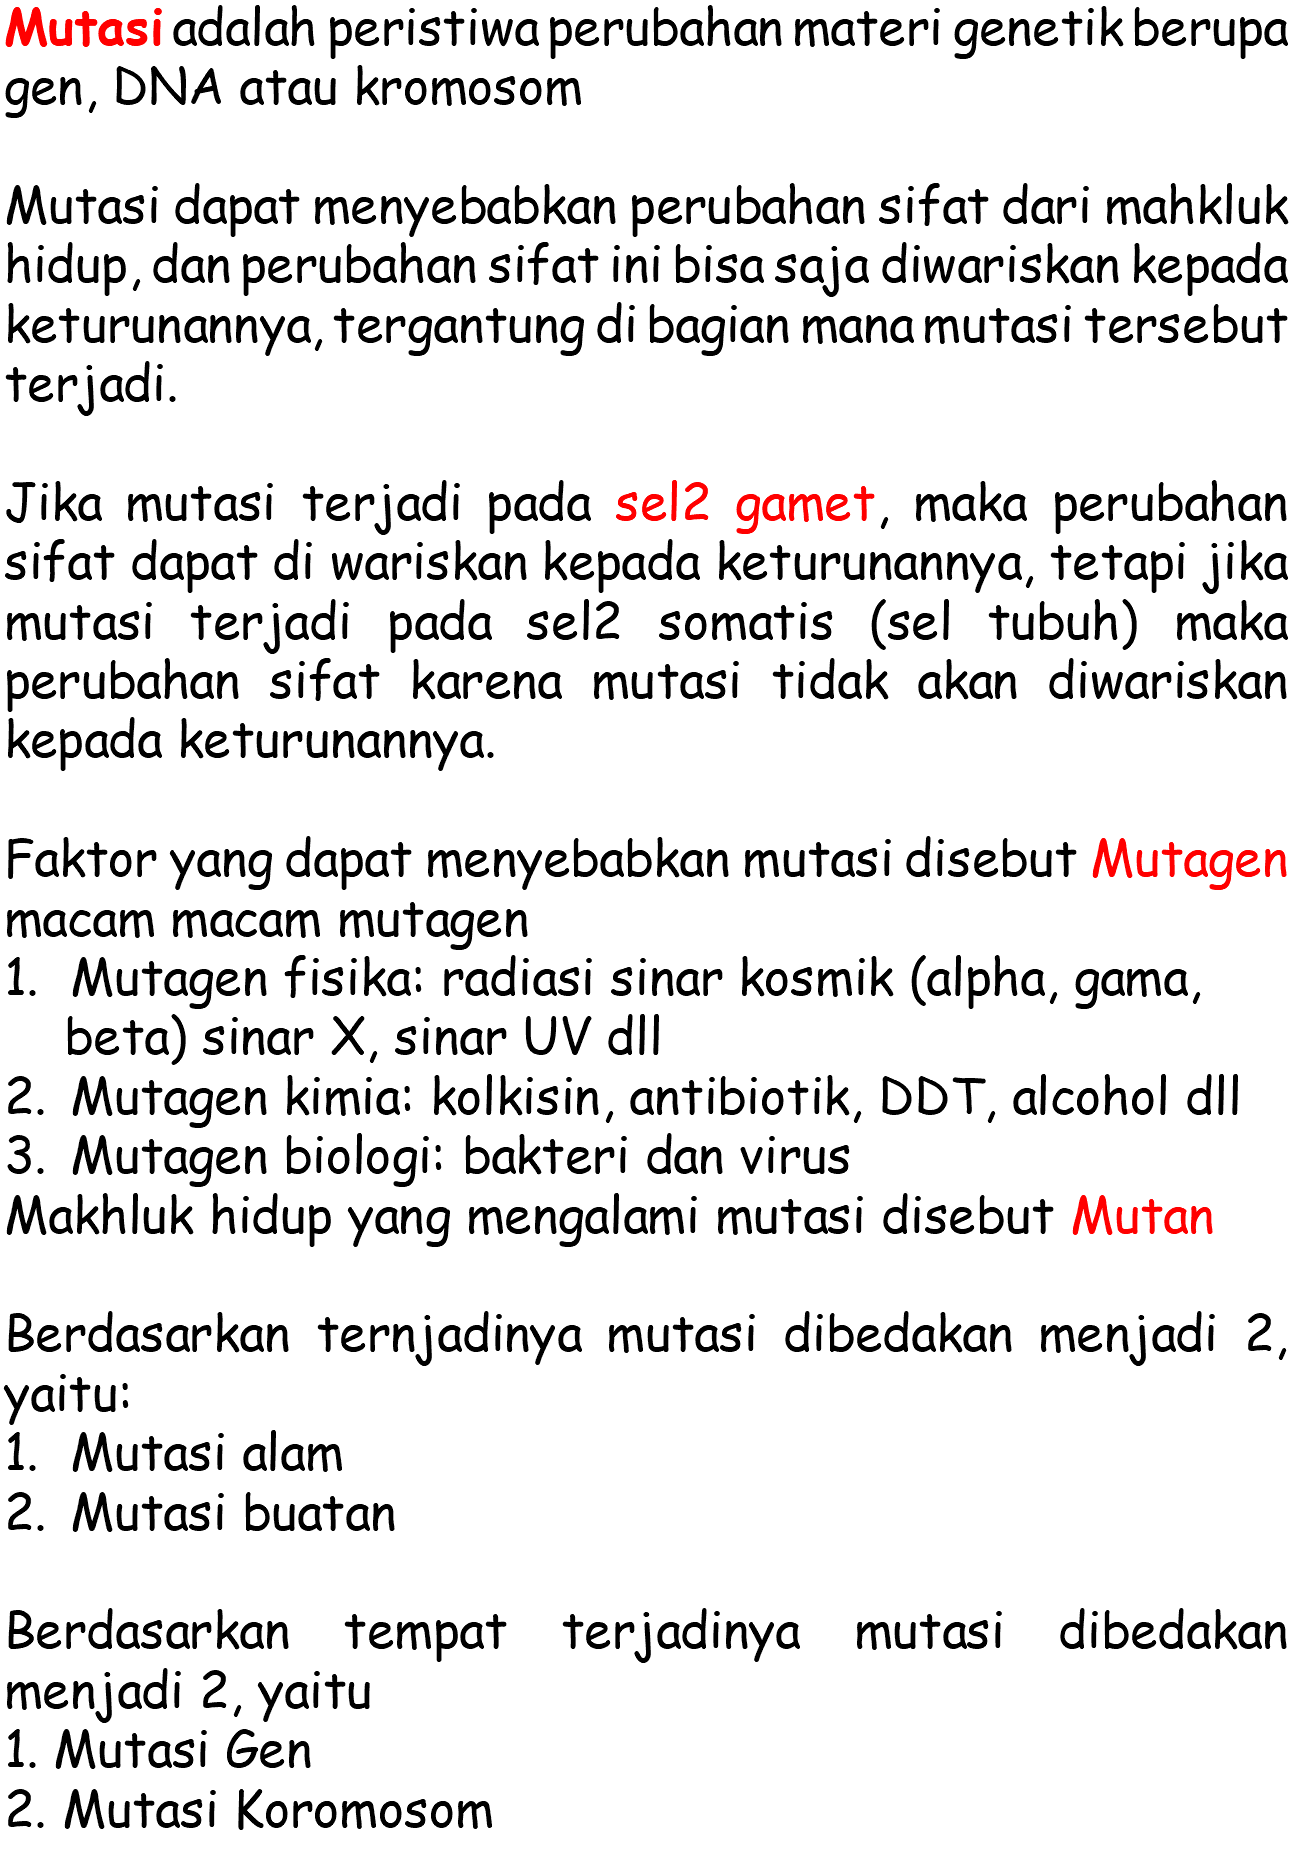 Mutasi adalah peristiwa perubahan materi genetik berupa
gen, DNA atau kromosom
Mutasi dapat menyebabkan perubahan sifat dari mahkluk
hidup, dan perubahan sifat ini bisa saja diwariskan kepada
keturunannya, tergantung di bagian mana mutasi tersebut
terjadi.
Jika mutasi terjadi pada sel2 gamet, maka perubahan
sifat dapat di wariskan kepada keturunannya, tetapi jika
mutasi terjadi pada sel2 somatis (sel tubuh) maka
perubahan sifat karena mutasi tidak akan diwariskan
kepada keturunannya.
Faktor yang dapat menyebabkan mutasi disebut Mutagen
macam macam mutagen
1. Mutagen fisika: radiasi sinar kosmik (alpha, gama,
beta) sinar X, sinar UV dll
2. Mutagen kimia: kolkisin, antibiotik, DDT, alcohol dll
3. Mutagen biologi: bakteri dan virus
Makhluk hidup yang mengalami mutasi disebut Mutan
Berdasarkan ternjadinya mutasi dibedakan menjadi 2,
yaitu:
1. Mutasi alam
2. Mutasi buatan
Berdasarkan tempat terjadinya mutasi dibedakan
menjadi 2, yaitu
1. Mutasi Gen
2. Mutasi Koromosom